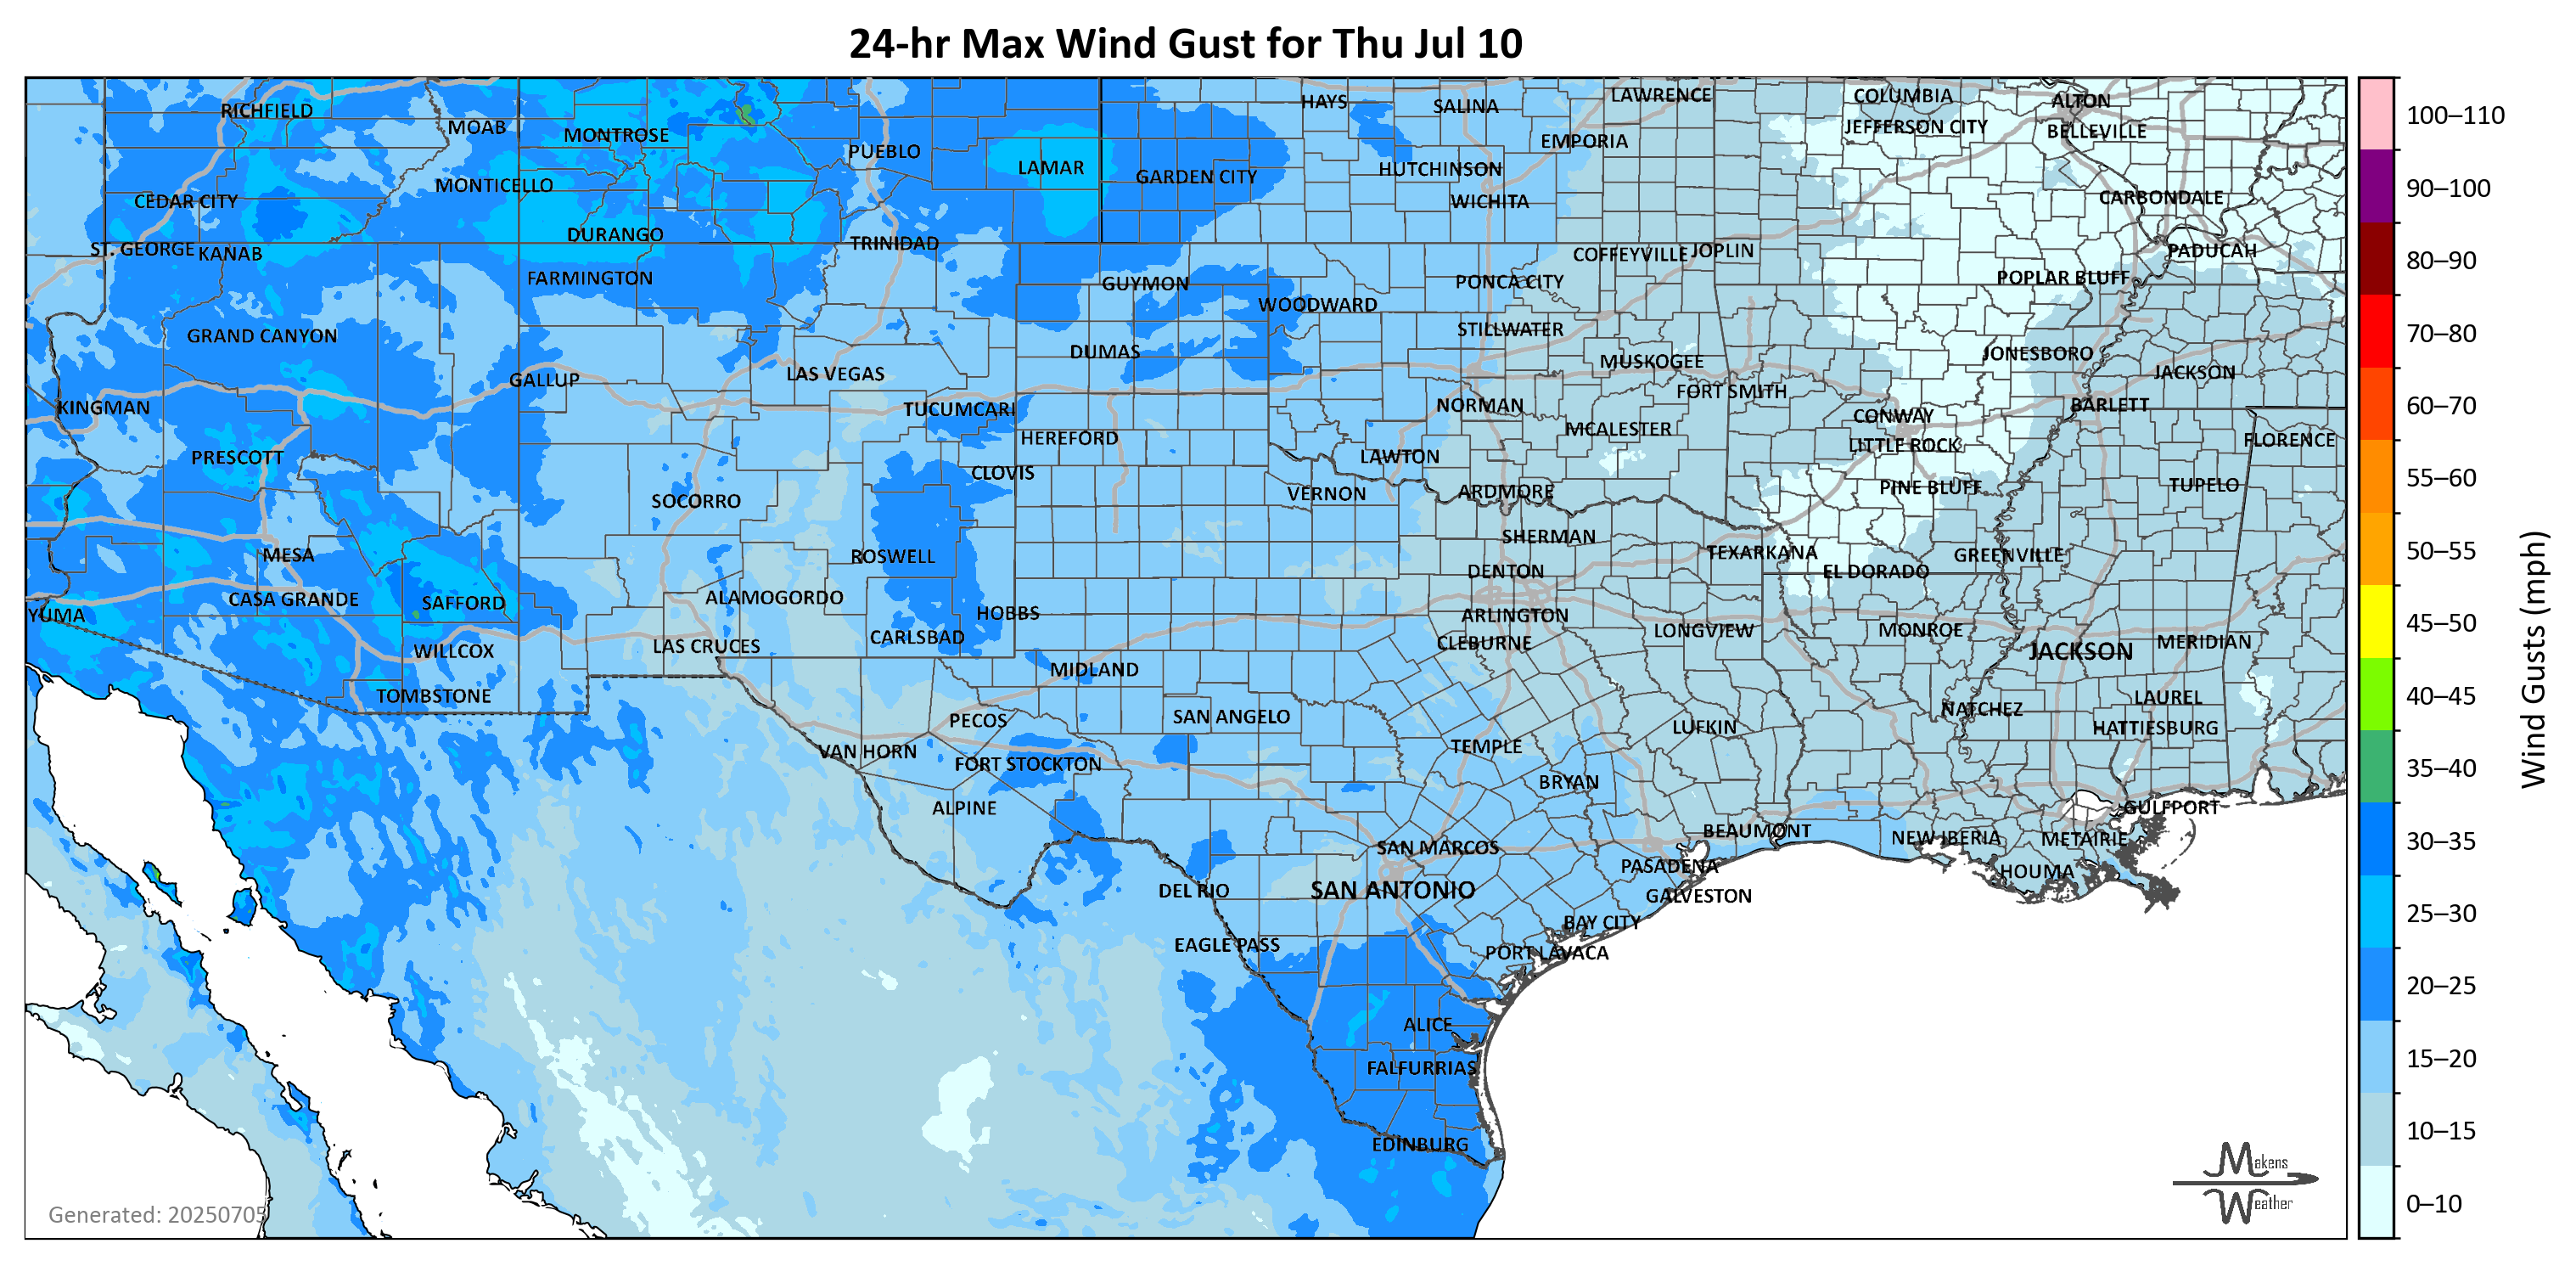 24-hr Max Wind Gust for Thu Jul 10
RICHFIELD
MOAB
MONTROSE
PUEBLO
LAMAR
GARDEN CITY
HAYS
SALINA
LAWRENCE
EMPORIA
HUTCHINSON
WICHITA
COLUMBIA
JEFFERSON CITY
ALTON
BELLEVILLE
CARBONDALE
MONTICELLO
CEDAR CITY
DURANGO
TRINIDAD
ST. GEORGE
KANAB
FARMINGTON
GUYMON
WOODWARD
PONCA CITY
COFFEYVILLE
JOPLIN
POPLAR BLUFF
PADUCAH
GRAND CANYON
DUMAS
STILLWATER
MUSKOGEE
JONESBORO
JACKSON
GALLUP
LAS VEGAS
FORT SMITH
KINGMAN
TUCUMCARI
NORMAN
CONWAY
BARLETT
HEREFORD
MCALESTER
LITTLE ROCK
FLORENCE
PRESCOTT
CLOVIS
LAWTON
SOCORRO
VERNON
ARDMORE
PINE BLUFF
TUPELO
MESA
ROSWELL
SHERMAN
TEXARKANA
GREENVILLE
DENTON
EL DORADO
CASA GRANDE
SAFFORD
ALAMOGORDO
HOBBS
ARLINGTON
YUMA
CARLSBAD
CLEBURNE
LONGVIEW
MONROE
MERIDIAN
WILLCOX
LAS CRUCES
MIDLAND
JACKSON
TOMBSTONE
LAUREL
PECOS
SAN ANGELO
NATCHEZ
HATTIESBURG
LUFKIN
VAN HORN
TEMPLE
FORT STOCKTON
BRYAN
ALPINE
GULFPORT
BEAUMONT
NEW IBERIA
METAIRIE
SAN MARCOS
PASADENA
HOUMA
DEL RIO
SAN ANTONIO
GALVESTON
BAY CITY
EAGLE PASS
PORT LAVACA
ALICE
FALFURRIAS
EDINBURG
Generated: 20250705
Makens
Weather
100–110
90–100
80–90
70–80
60–70
55–60
50–55
45–50
40–45
35–40
30–35
25–30
20–25
15–20
10–15
0–10
Wind Gusts (mph)